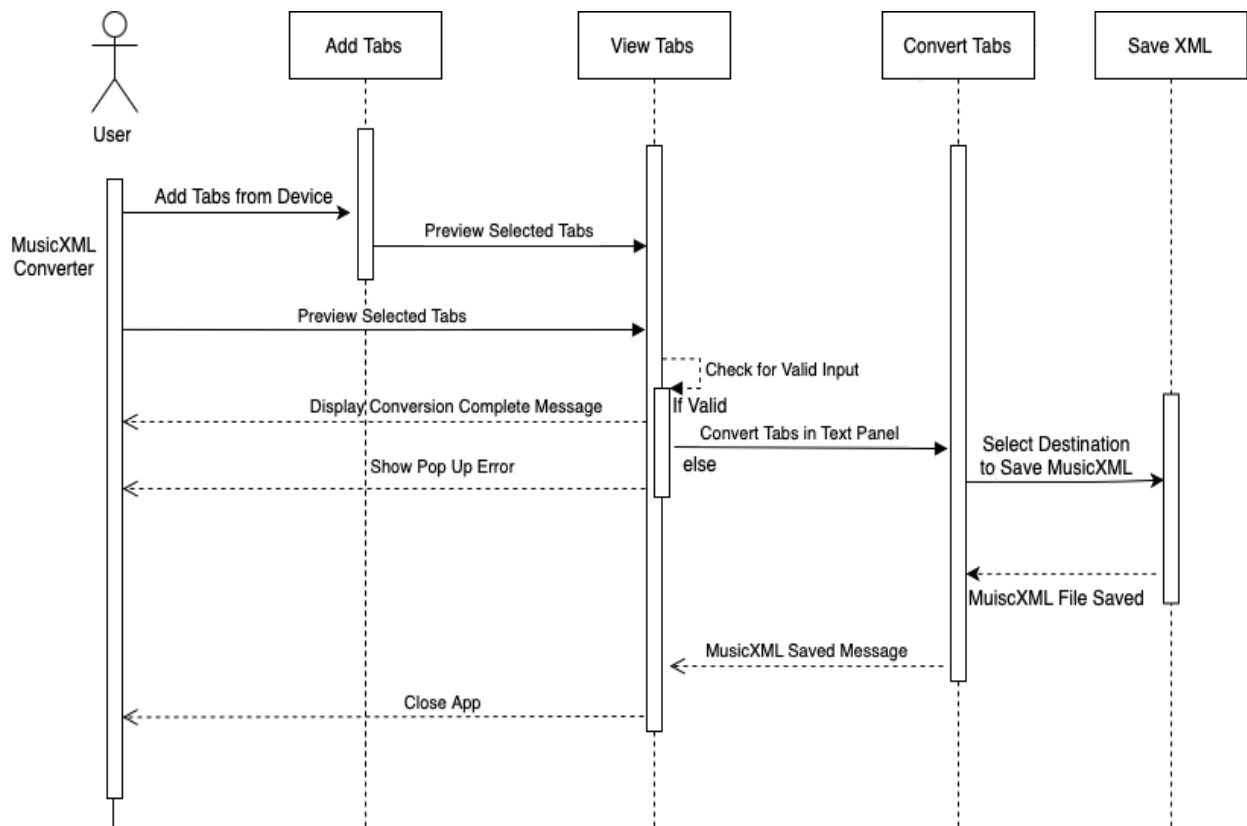 Add Tabs
View Tabs
Convert Tabs
Save XML
User
Add Tabs from Device
Preview Selected Tabs
MusicXML
Converter
Preview Selected Tabs
Check for Valid Input
If Valid
Display Conversion Complete Message
Convert Tabs in Text Panel
Select Destination
to Save MusicXML
else
Show Pop Up Error
MuiscXML File Saved
MusicXML Saved Message
Close App